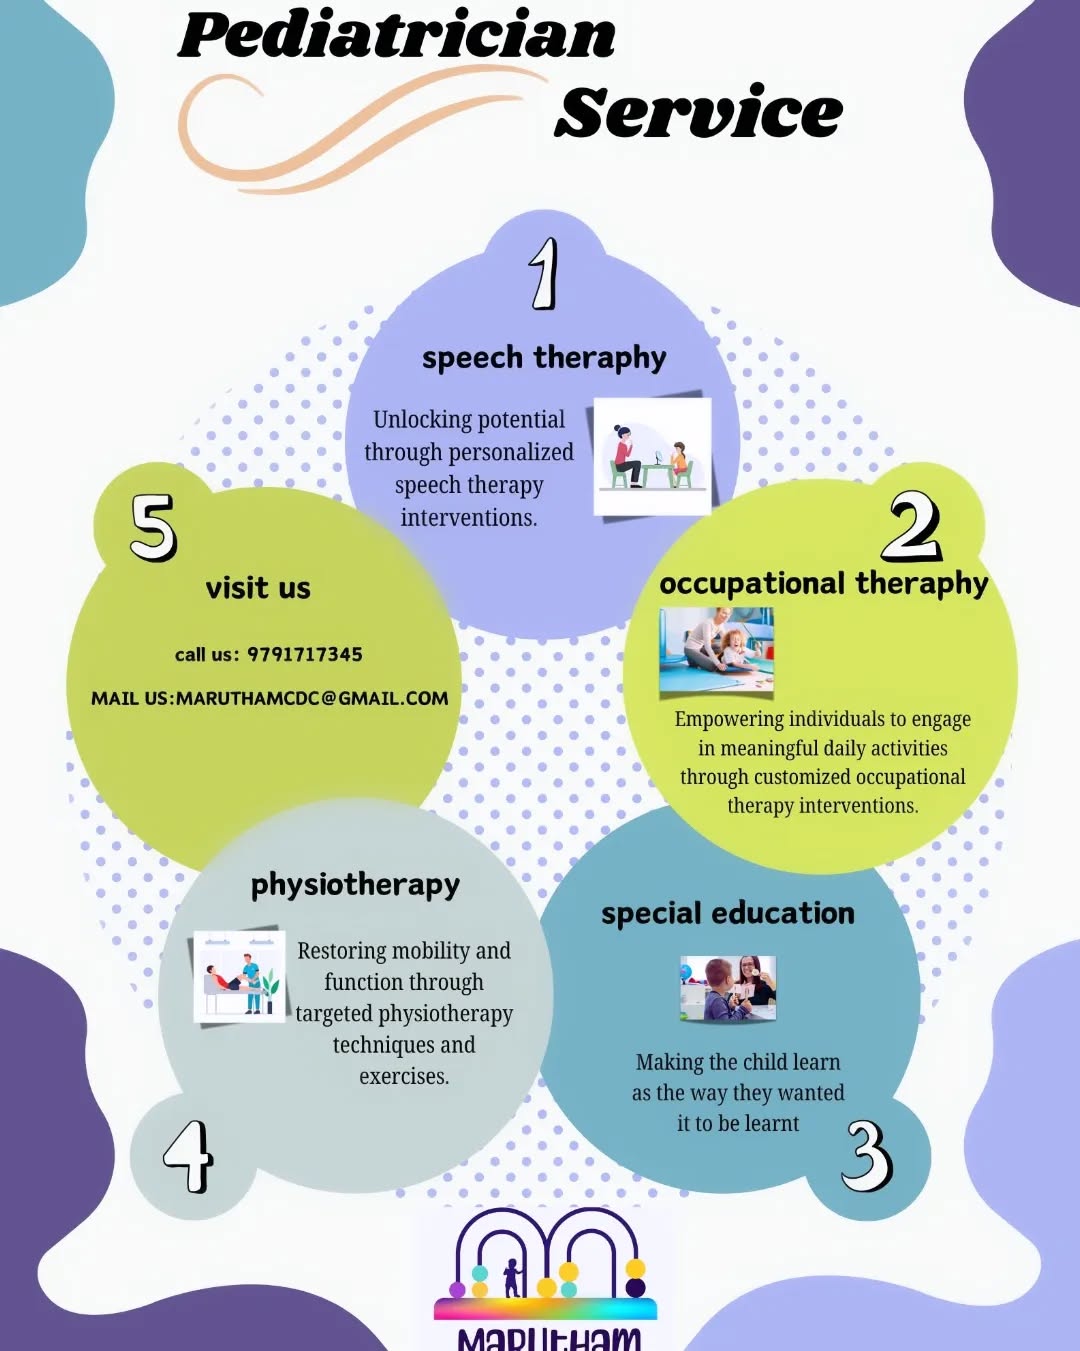 Pediatrician
Service
1
speech theraphy
Unlocking potential
through personalized
speech therapy
interventions.
2
occupational theraphy
Empowering individuals to engage
in meaningful daily activities
through customized occupational
therapy interventions.
3
special education
Making the child learn
as the way they wanted
it to be learnt
4
physiotherapy
Restoring mobility and
function through
targeted physiotherapy
techniques and
exercises.
5
visit us
call us: 9791717345
MAIL US:MARUTHAMCDC@GMAIL.COM
MARUTHAM